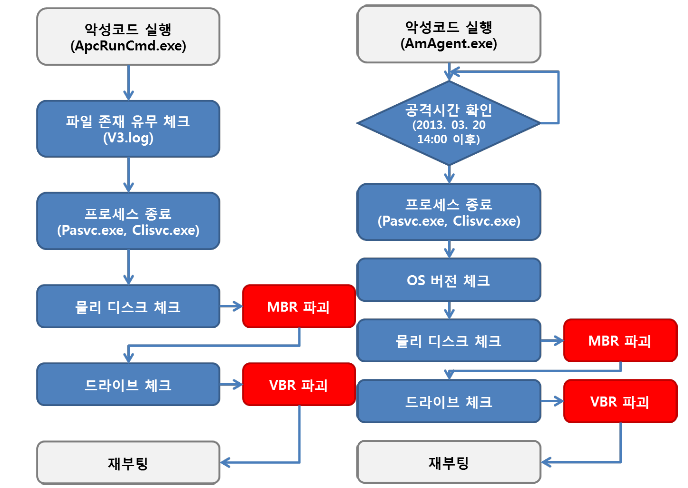 악성코드 실행
(ApcRunCmd.exe)
파일 존재 유무 체크
(V3.log)
프로세스 종료
(Pasvc.exe, Clisvc.exe)
물리 디스크 체크
MBR 파괴
드라이브 체크
VBR 파괴
재부팅
악성코드 실행
(AmAgent.exe)
공격시간 확인
(2013. 03. 20
14:00 이후)
프로세스 종료
(Pasvc.exe, Clisvc.exe)
OS 버전 체크
물리 디스크 체크
MBR 파괴
드라이브 체크
VBR 파괴
재부팅